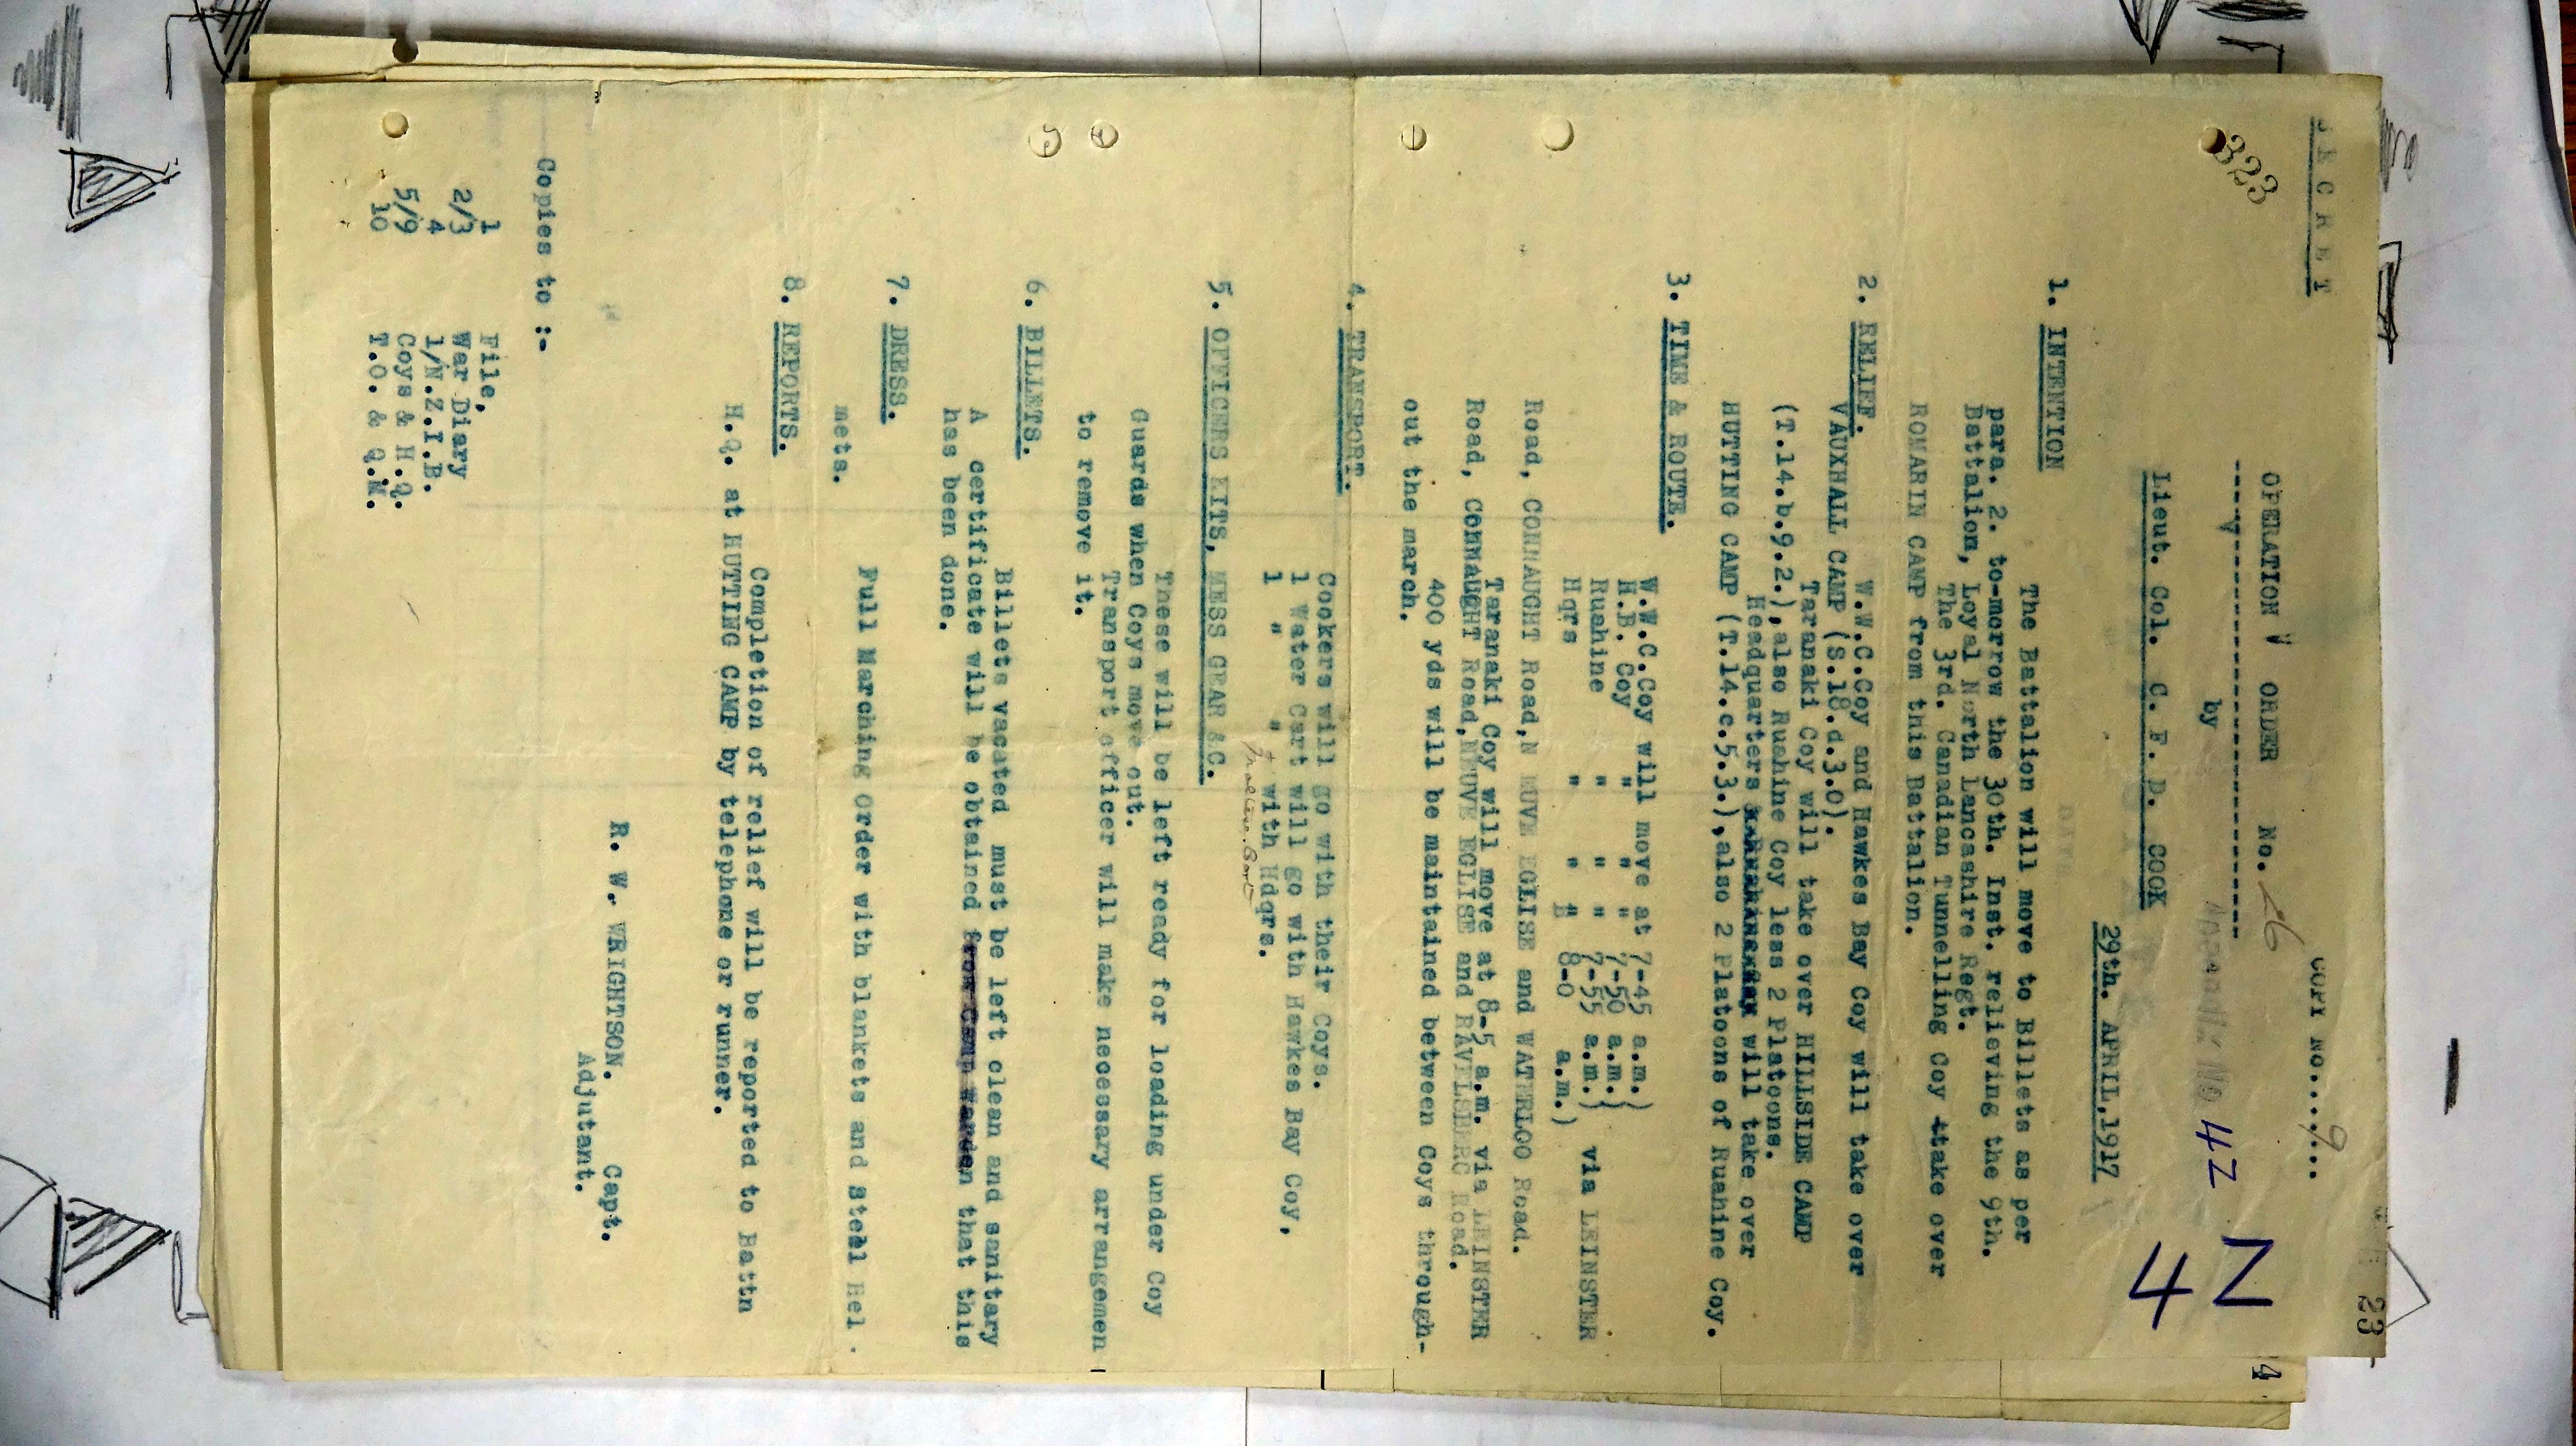 23
SECRET
COPY NO......9...
323
OPERATION ORDER No. 26
by
Appendix NO 42
Lieut. Col. C. F. D. COOK
Z
4
29th. APRIL,1917
1. INTENTION
The Battalion will move to Billets as per
para. 2. to-morrow the 30th. Inst. relieving the 9th.
Battalion, Loyal North Lancashire Regt.
The 3rd. Canadian Tunnelling Coy ttake over
ROMARIN CAMP from this Battalion.
2. RELIEF.
W.W.C.Coy and Hawkes Bay Coy will take over
VAUXHALL CAMP (S.18.d.3.0).
Taranaki Coy will take over HILLSIDE CAMP
(T.14.b.9.2.),also Ruahine Coy less 2 Platoons.
Headquarters will take over
HUTTING CAMP (T.14.c.5.3.),also 2 Platoons of Ruahine Coy.
3. TIME & ROUTE.
W.W.C.Coy will move at 7-45 a.m.)
H.B. Coy " " " 7-50 a.m.)
Ruahine " " " 7-55 a.m.) via LEINSTER
Hqrs " " " 8-0 a.m.)
Road, CONNAUGHT Road,N EUVE EGLISE and WATERLOO Road.
Taranaki Coy will move at 8-5 a.m. via LEINSTER
Road, CONNAUGHT Road,NEUVE EGLISE and RAVELSBERG Road.
400 yds will be maintained between Coys through-
out the march.
4. TRANSPORT.
Cookers will go with their Coys.
1 Water Cart will go with Hawkes Bay Coy,
1 " " with Hdqrs.
5. OFFICERS KITS, MESS GEAR &C.
These will be left ready for loading under Coy
Guards when Coys move out.
Transport officer will make necessary arrangemen
to remove it.
6. BILLETS.
Billets vacated must be left clean and sanitary
A certificate will be obtained from Camp Warden that this
has been done.
7. DRESS.
Full Marching Order with blankets and Steel Hel.
mets.
8. REPORTS.
Completion of relief will be reported to Battn
H.Q. at HUTTING CAMP by telephone or runner.
R. W. WRIGHTSON. Capt.
Adjutant.
Copies to :-
1 File,
2/3 War Diary
4 1/N.Z.I.B.
5/9 Coys & H.Q.
10 T.O. & Q.M.
4